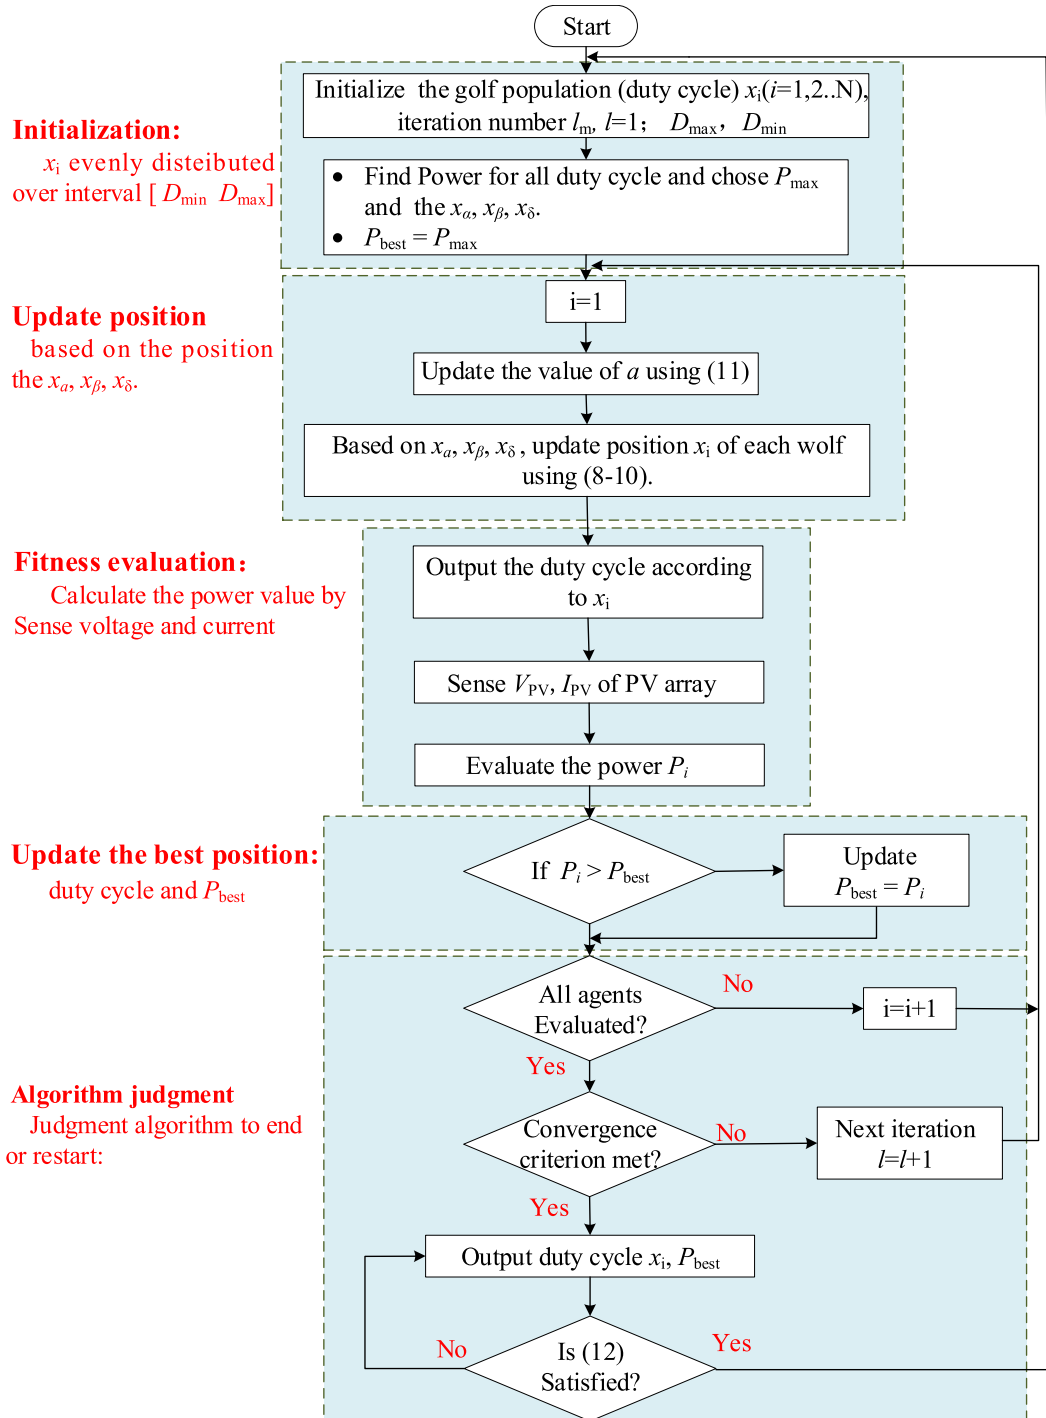 Start
Initialize the golf population (duty cycle) xi(i=1,2..N),
iteration number lm, l=1; Dmax, Dmin
Initialization:
xi evenly disteibuted
over interval [ Dmin Dmax]
• Find Power for all duty cycle and chose Pmax
and the xα, xβ, xδ.
• Pbest = Pmax
Update position
based on the position
the xa, xβ, xδ.
i=1
Update the value of a using (11)
Based on xa, xβ, xδ , update position xi of each wolf
using (8-10).
Fitness evaluation:
Calculate the power value by
Sense voltage and current
Output the duty cycle according
to xi
Sense VPV, IPV of PV array
Evaluate the power Pi
Update the best position:
duty cycle and Pbest
If Pi > Pbest
Update
Pbest = Pi
All agents
Evaluated?
No
i=i+1
Yes
Algorithm judgment
Judgment algorithm to end
or restart:
Convergence
criterion met?
No
Next iteration
l=l+1
Yes
Output duty cycle xi, Pbest
No
Is (12)
Satisfied?
Yes